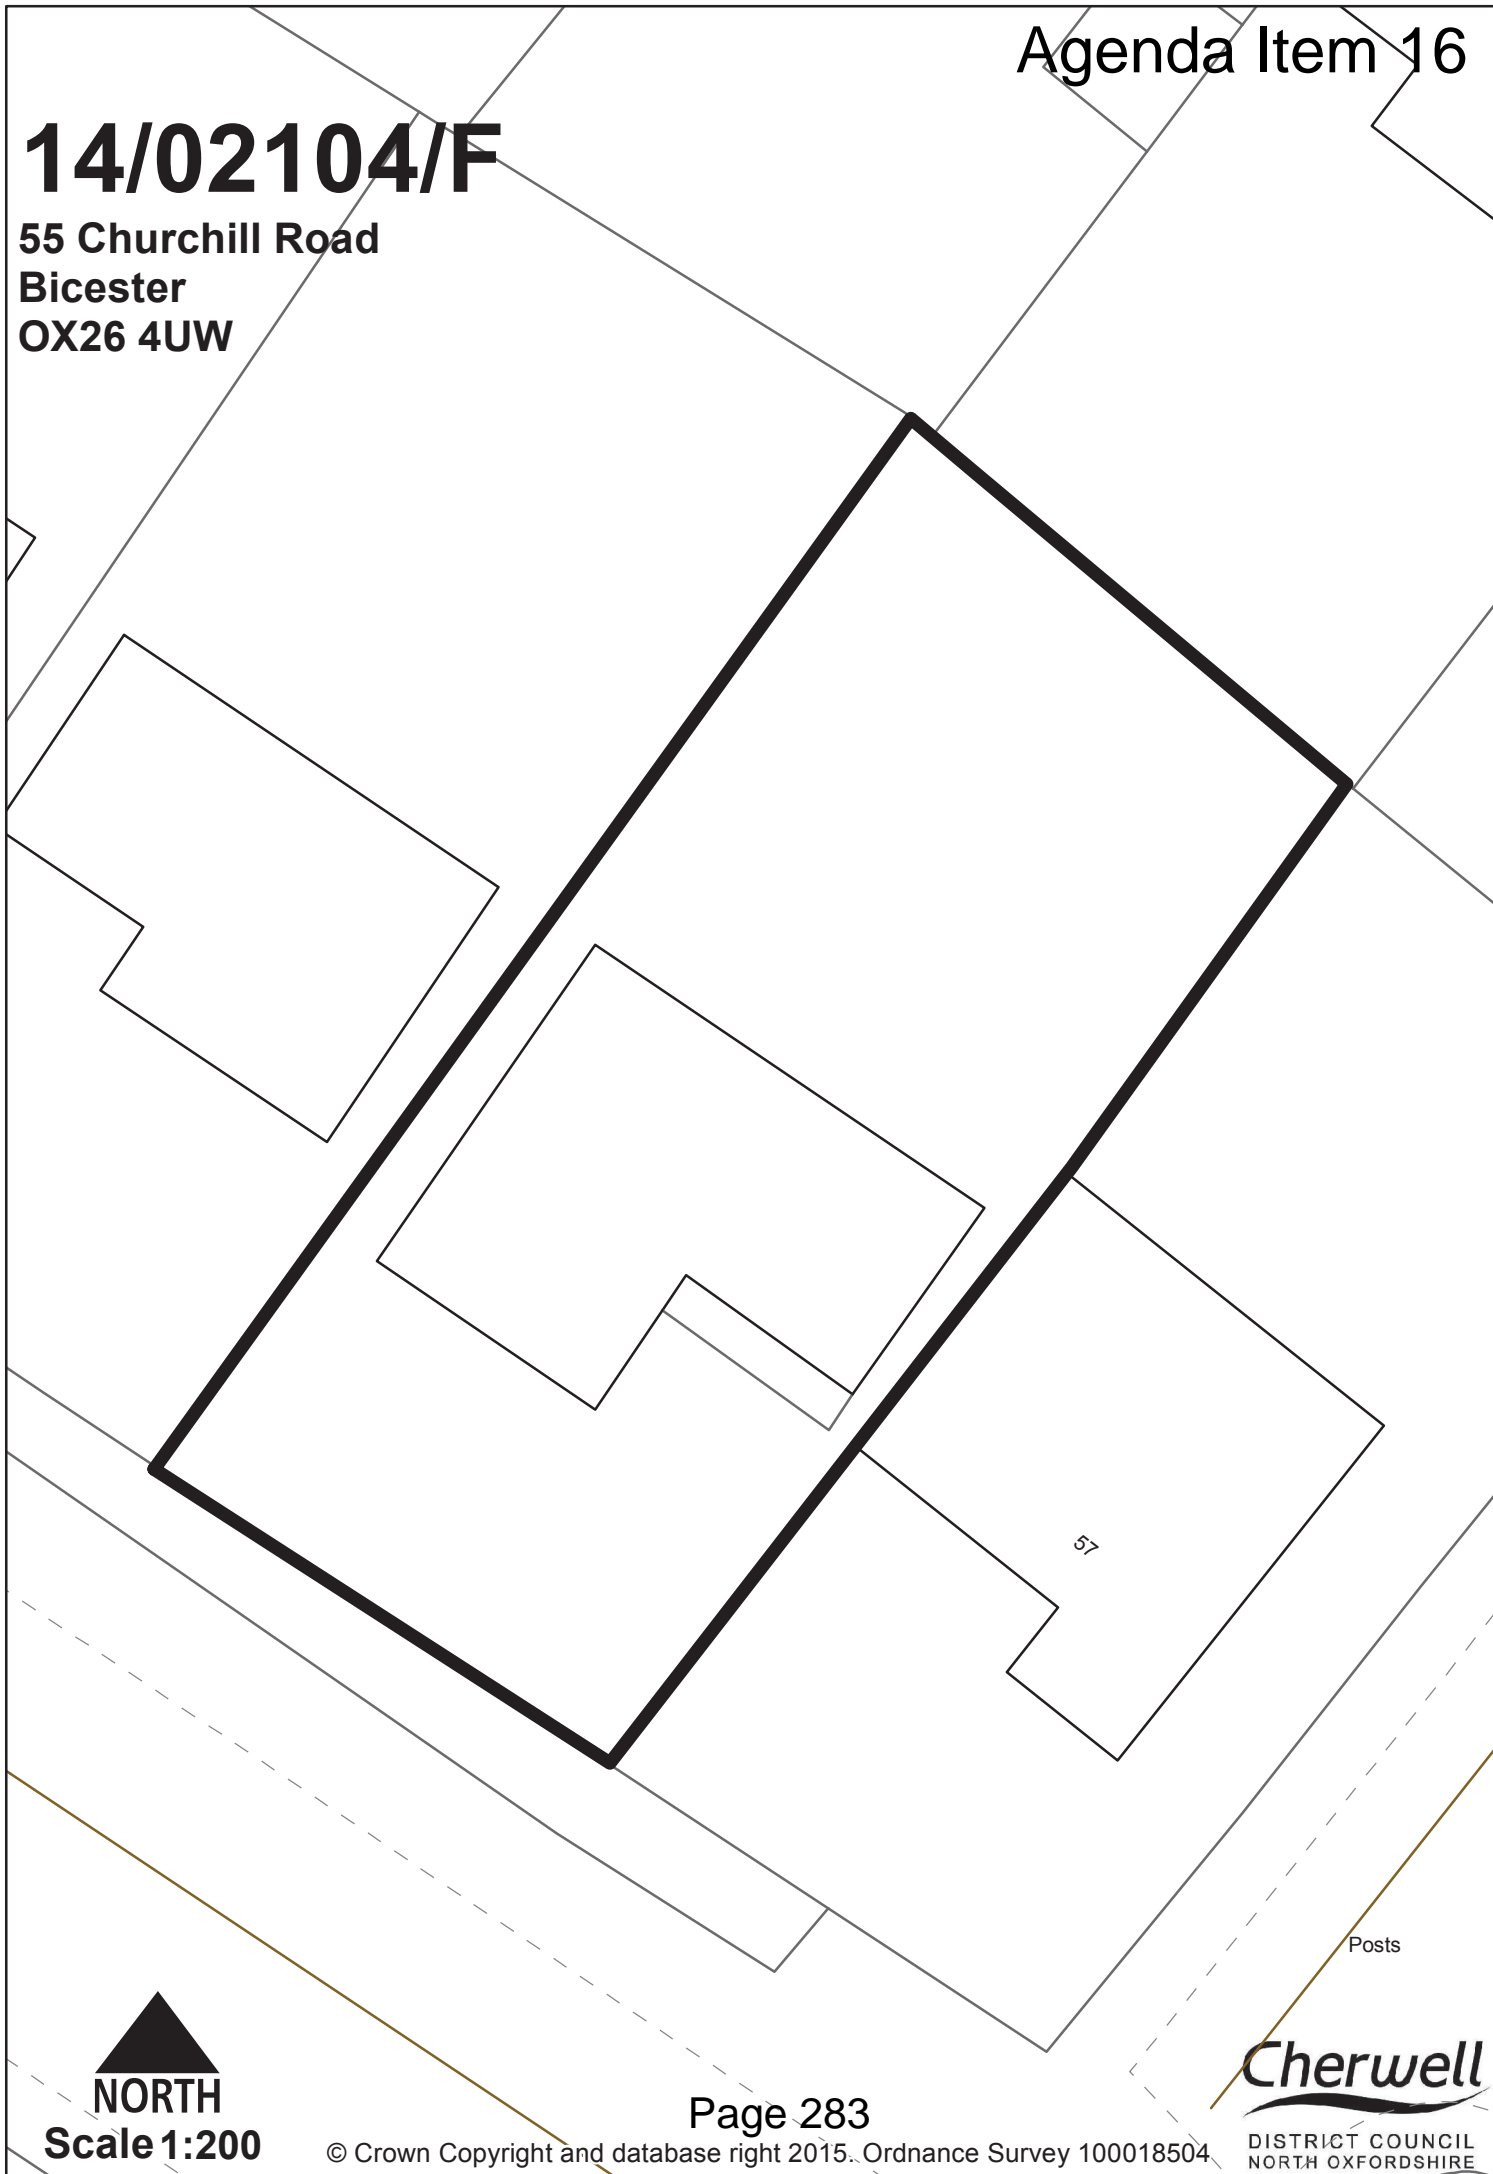 Agenda Item 16
14/02104/F
55 Churchill Road
Bicester
OX26 4UW
57
Posts
NORTH
Scale 1:200
Page 283
© Crown Copyright and database right 2015. Ordnance Survey 100018504
Cherwell
DISTRICT COUNCIL
NORTH OXFORDSHIRE